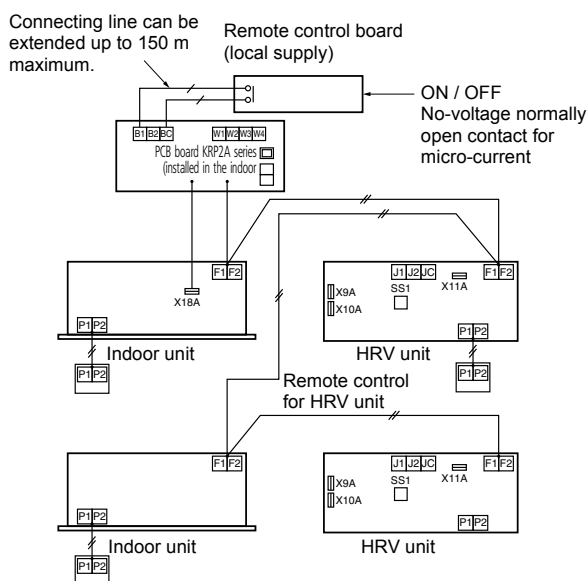 Connecting line can be
extended up to 150 m
maximum.
Remote control board
(local supply)
ON / OFF
No-voltage normally
open contact for
micro-current
B1 B2 BC
W1 W2 W3 W4
PCB board KRP2A series
(installed in the indoor
F1 F2
X18A
P1 P2
Indoor unit
P1 P2
J1 J2 JC
X11A
F1 F2
X9A
X10A
SS1
P1 P2
HRV unit
P1 P2
Remote control
for HRV unit
F1 F2
P1 P2
Indoor unit
P1 P2
J1 J2 JC
X11A
F1 F2
X9A
X10A
SS1
P1 P2
HRV unit